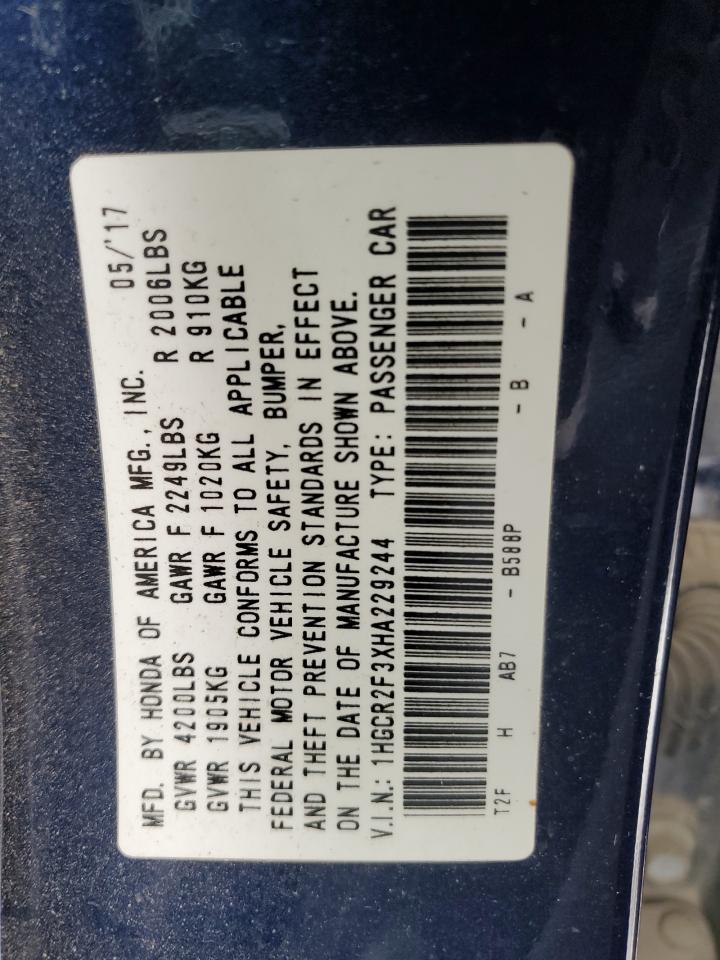 MFD. BY HONDA OF AMERICA MFG., INC. 05/'17
GVWR 4200LBS GAWR F 2249LBS R 2006LBS
GVWR 1905KG GAWR F 1020KG R 910KG
THIS VEHICLE CONFORMS TO ALL APPLICABLE
FEDERAL MOTOR VEHICLE SAFETY, BUMPER,
AND THEFT PREVENTION STANDARDS IN EFFECT
ON THE DATE OF MANUFACTURE SHOWN ABOVE.
V.I.N.: 1HGCR2F3XHA229244 TYPE: PASSENGER CAR
T2F H AB7 - B588P - B - A